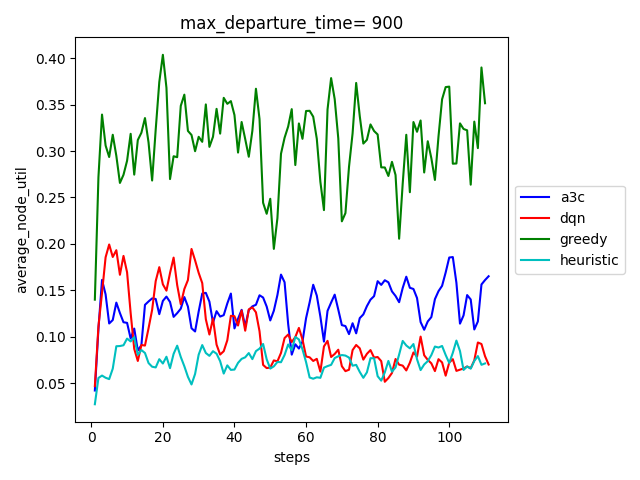 max_departure_time= 900
average_node_util
0.40
0.35
0.30
0.25
0.20
0.15
0.10
0.05
0
20
40
60
80
100
steps
a3c
dqn
greedy
heuristic